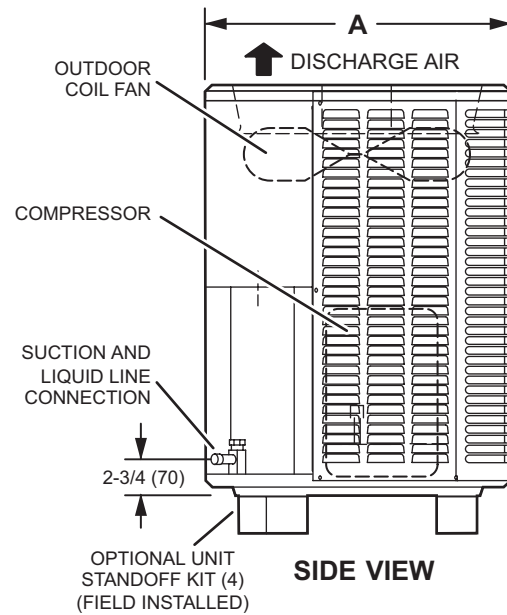 A
DISCHARGE AIR
OUTDOOR
COIL FAN
COMPRESSOR
SUCTION AND
LIQUID LINE
CONNECTION
2-3/4 (70)
OPTIONAL UNIT
STANDOFF KIT (4)
(FIELD INSTALLED)
SIDE VIEW